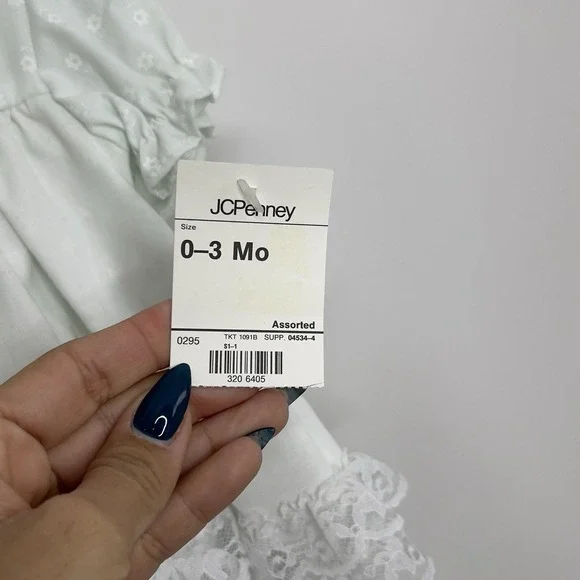 JCPenney
Size
0–3 Mo
Assorted
0295 TKT 1091B SUPP. 04534–4
S1–1
320 6405